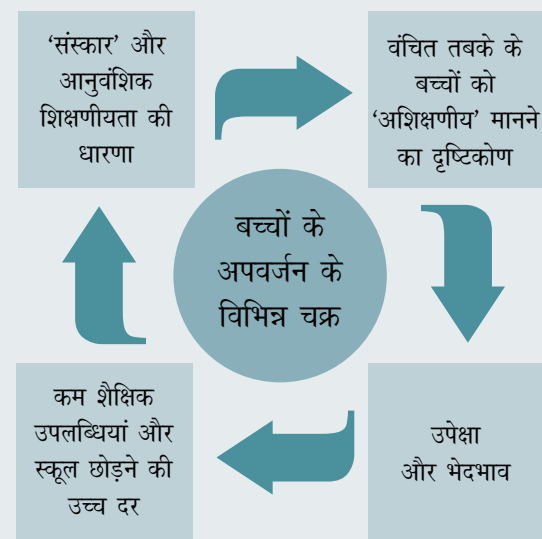 ‘संस्कार’ और
आनुवंशिक
शिक्षणीयता की
धारणा
वंचित तबके के
बच्चों को
‘अशिक्षणीय’ मानने
का दृष्टिकोण
बच्चों के
अपवर्जन के
विभिन्न चक्र
उपेक्षा
और भेदभाव
कम शैक्षिक
उपलब्धियां और
स्कूल छोड़ने की
उच्च दर